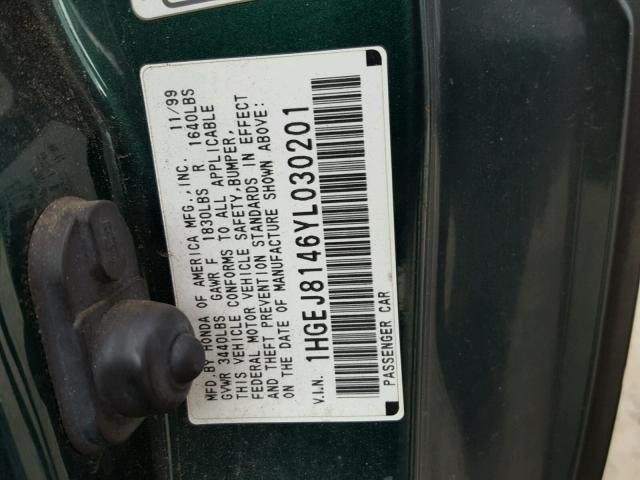 MFD.BY HONDA OF AMERICA MFG.,INC. 11/99
GVWR 3440LBS GAWR F 1830LBS R 1640LBS
THIS VEHICLE CONFORMS TO ALL APPLICABLE
FEDERAL MOTOR VEHICLE SAFETY,BUMPER,
AND THEFT PREVENTION STANDARDS IN EFFECT
ON THE DATE OF MANUFACTURE SHOWN ABOVE:
V.I.N. 1HGEJ8146YL030201
PASSENGER CAR